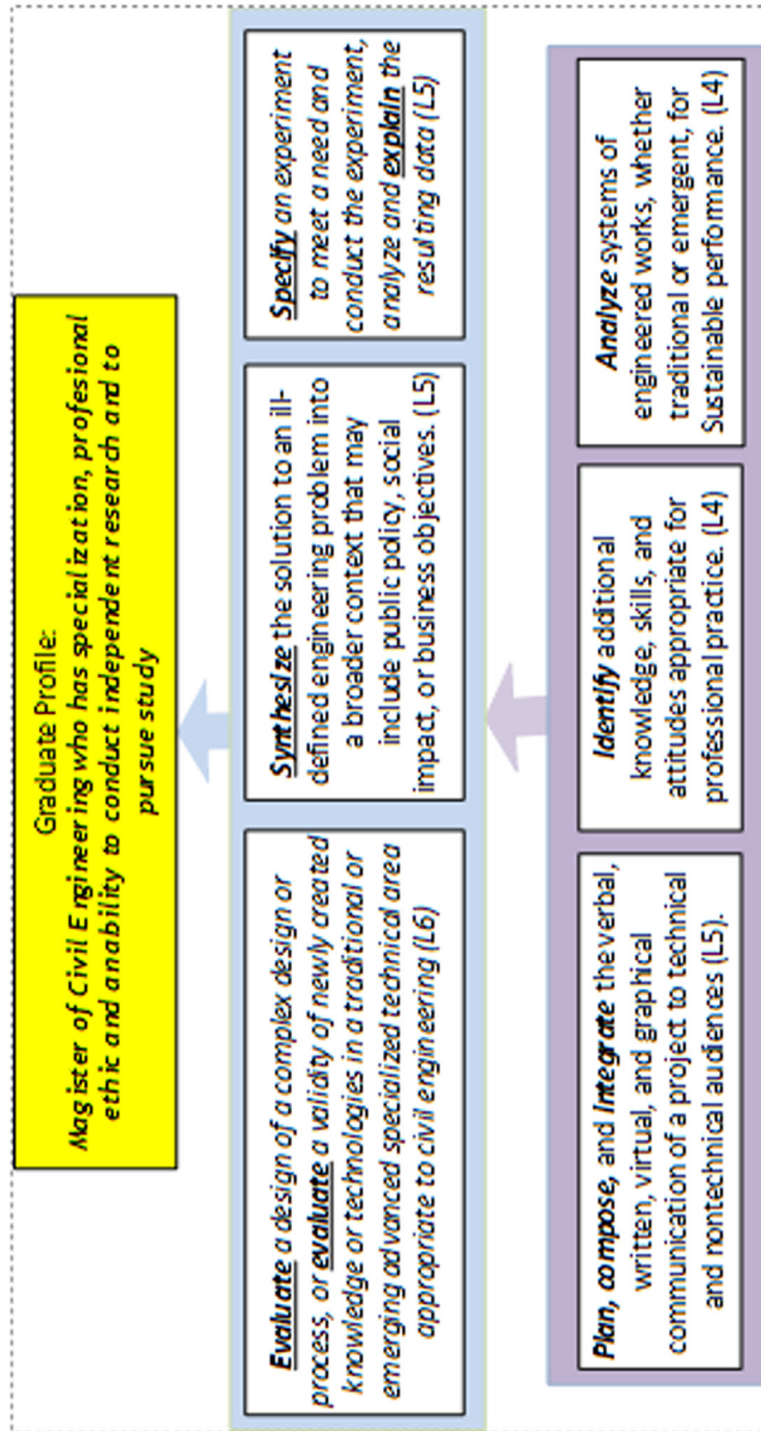 Graduate Profile:
Magister of Civil Engineering who has specialization, profesional
ethic and anability to conduct independent research and to
pursue study
Evaluate a design of a complex design or
process, or evaluate a validity of newly created
knowledge or technologies in a traditional or
emerging advanced specialized technical area
appropriate to civil engineering (L6)
Synthesize the solution to an ill-
defined engineering problem into
a broader context that may
include public policy, social
impact, or business objectives. (L5)
Specify an experiment
to meet a need and
conduct the experiment,
analyze and explain the
resulting data (L5)
Plan, compose, and Integrate the verbal,
written, virtual, and graphical
communication of a project to technical
and nontechnical audiences (L5).
Identify additional
knowledge, skills, and
attitudes appropriate for
professional practice. (L4)
Analyze systems of
engineered works, whether
traditional or emergent, for
Sustainable performance. (L4)